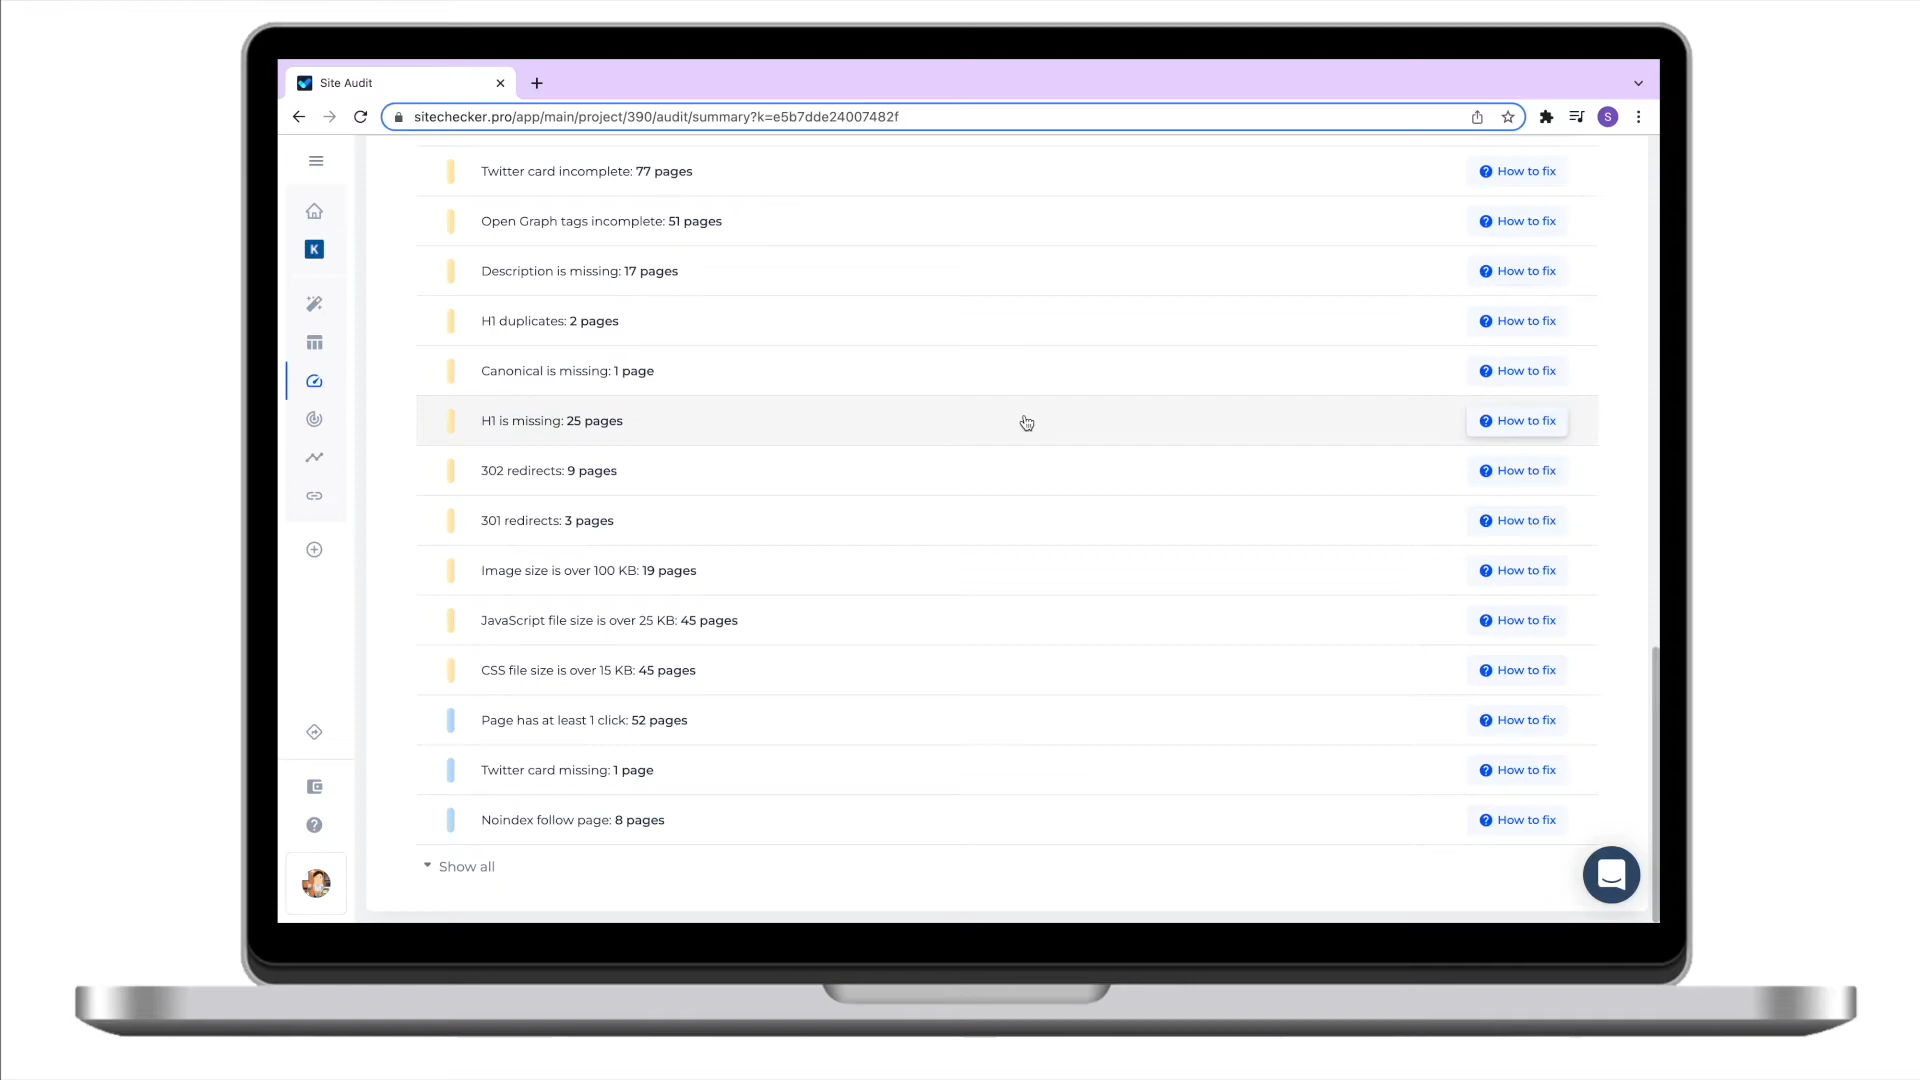 Site Audit
sitechecker.pro/app/main/project/390/audit/summary?k=e5b7dde24007482f
S
K
Twitter card incomplete: 77 pages
How to fix
Open Graph tags incomplete: 51 pages
How to fix
Description is missing: 17 pages
How to fix
H1 duplicates: 2 pages
How to fix
Canonical is missing: 1 page
How to fix
H1 is missing: 25 pages
How to fix
302 redirects: 9 pages
How to fix
301 redirects: 3 pages
How to fix
Image size is over 100 KB: 19 pages
How to fix
JavaScript file size is over 25 KB: 45 pages
How to fix
CSS file size is over 15 KB: 45 pages
How to fix
Page has at least 1 click: 52 pages
How to fix
Twitter card missing: 1 page
How to fix
Noindex follow page: 8 pages
How to fix
Show all